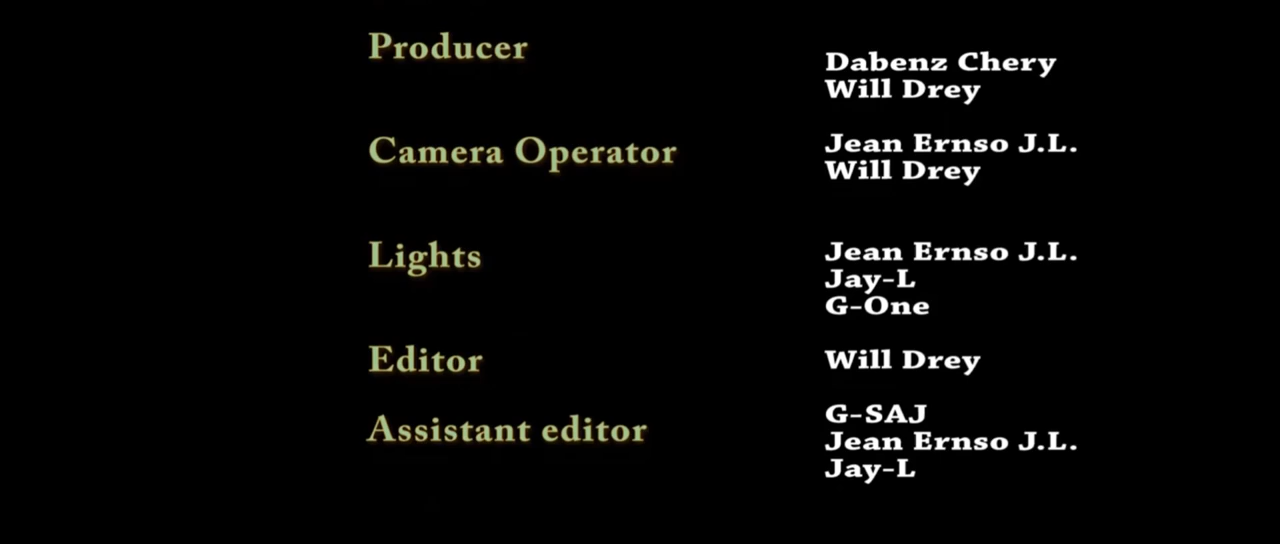 Producer
Dabenz Chery
Will Drey
Camera Operator
Jean Ernso J.L.
Will Drey
Lights
Jean Ernso J.L.
Jay-L
G-One
Editor
Will Drey
Assistant editor
G-SAJ
Jean Ernso J.L.
Jay-L